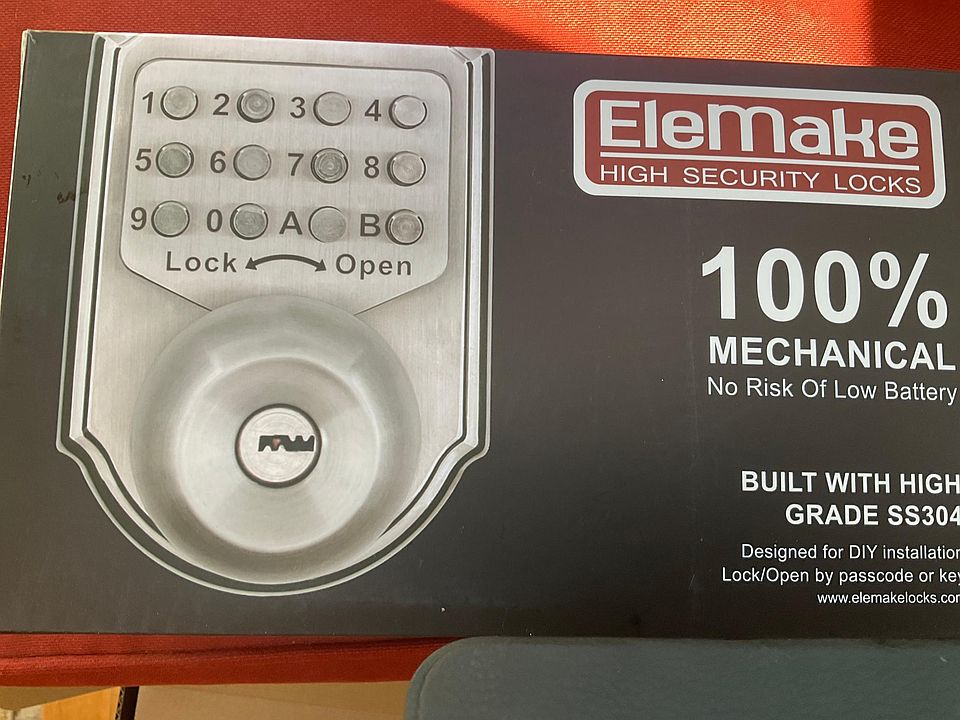 1 2 3 4
5 6 7 8
9 0 A B
Lock Open
EleMake
HIGH SECURITY LOCKS
100%
MECHANICAL
No Risk Of Low Battery
BUILT WITH HIGH
GRADE SS304
Designed for DIY installation
Lock/Open by passcode or key
www.elemakelocks.com